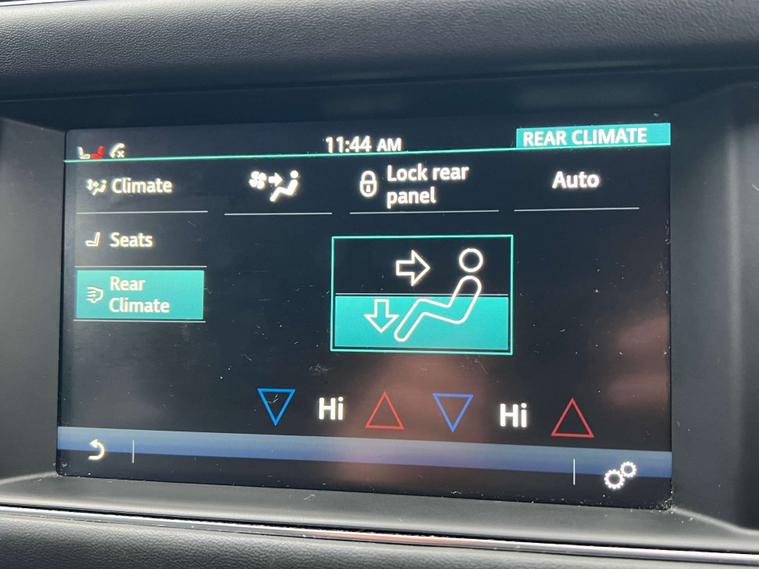 11:44 AM
REAR CLIMATE
Climate
Lock rear
panel
Auto
Seats
Rear
Climate
Hi
Hi